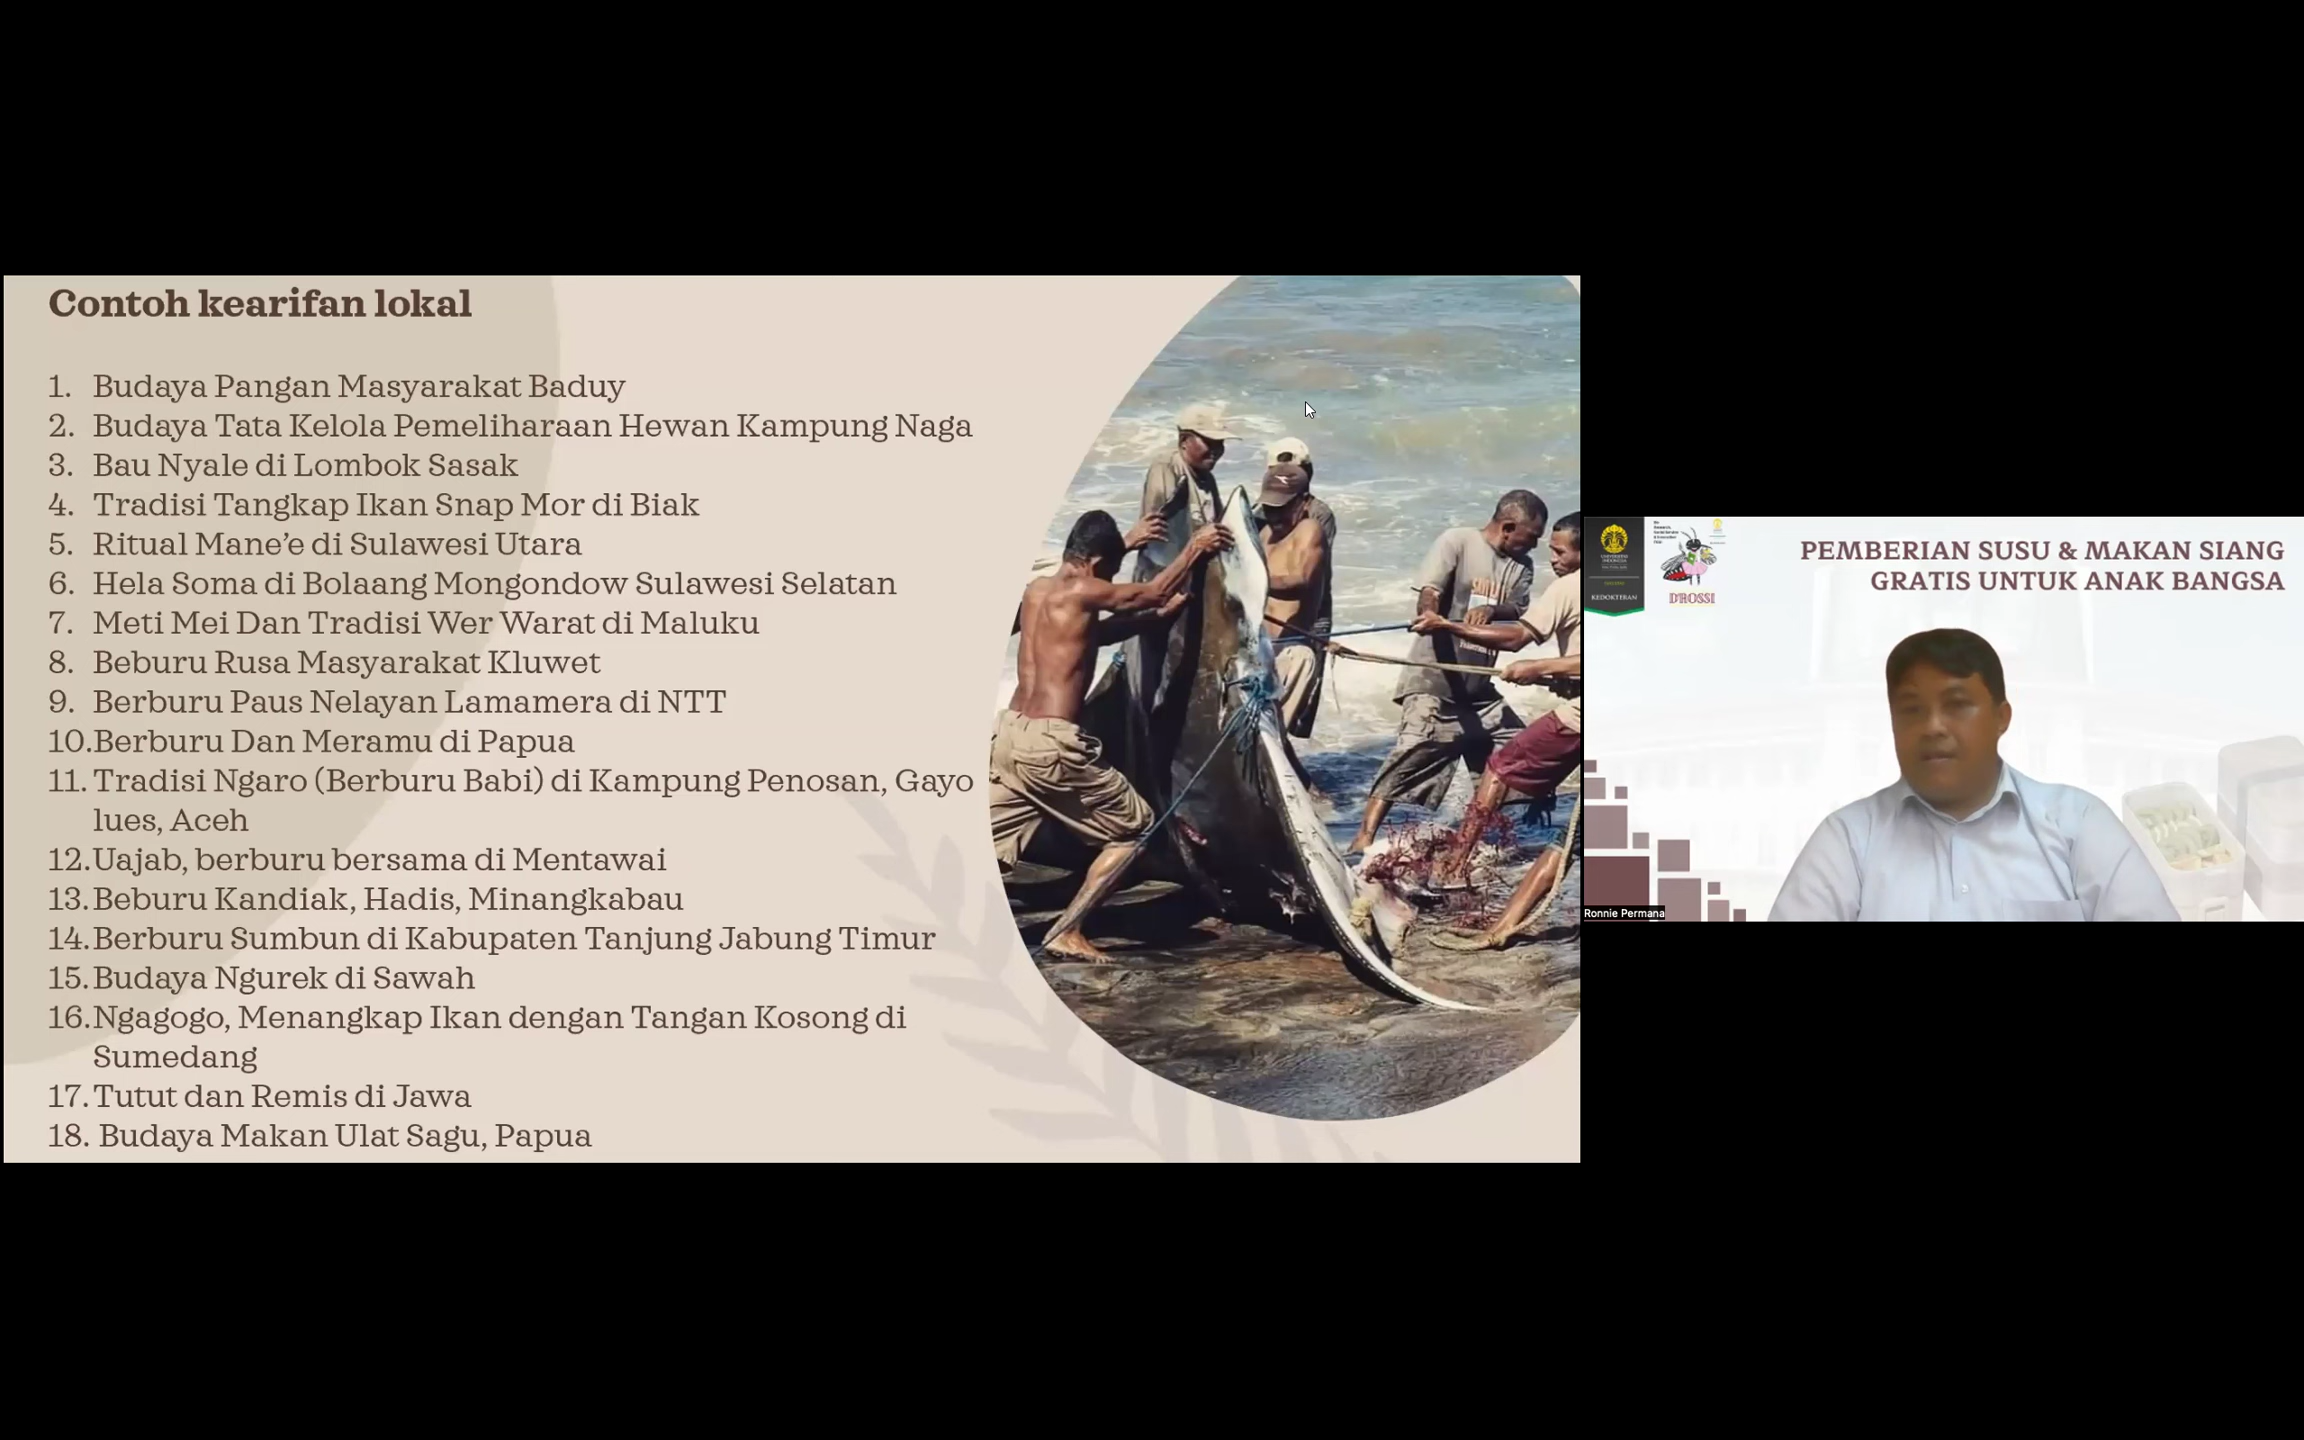 Contoh kearifan lokal
1. Budaya Pangan Masyarakat Baduy
2. Budaya Tata Kelola Pemeliharaan Hewan Kampung Naga
3. Bau Nyale di Lombok Sasak
4. Tradisi Tangkap Ikan Snap Mor di Biak
5. Ritual Mane’e di Sulawesi Utara
6. Hela Soma di Bolaang Mongondow Sulawesi Selatan
7. Meti Mei Dan Tradisi Wer Warat di Maluku
8. Beburu Rusa Masyarakat Kluwet
9. Berburu Paus Nelayan Lamamera di NTT
10.Berburu Dan Meramu di Papua
11. Tradisi Ngaro (Berburu Babi) di Kampung Penosan, Gayo
lues, Aceh
12.Uajab, berburu bersama di Mentawai
13.Beburu Kandiak, Hadis, Minangkabau
14.Berburu Sumbun di Kabupaten Tanjung Jabung Timur
15.Budaya Ngurek di Sawah
16.Ngagogo, Menangkap Ikan dengan Tangan Kosong di
Sumedang
17.Tutut dan Remis di Jawa
18. Budaya Makan Ulat Sagu, Papua
PEMBERIAN SUSU & MAKAN SIANG
GRATIS UNTUK ANAK BANGSA
UNIVERSITAS
INDONESIA
KEDOKTERAN
D'ROSSI
Ronnie Permana